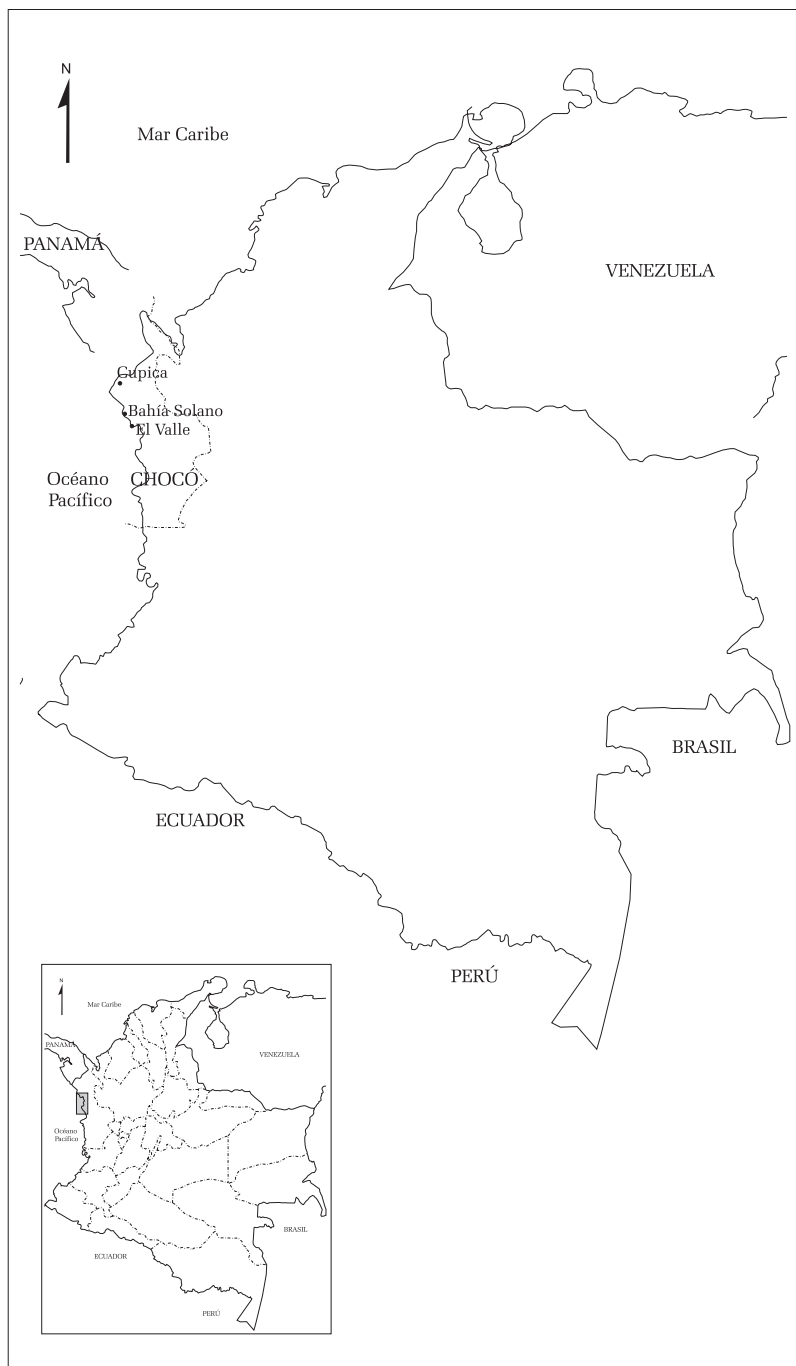 N
Mar Caribe
PANAMÁ
VENEZUELA
Cupica
Bahía Solano
El Valle
Océano
Pacífico
CHOCÓ
BRASIL
ECUADOR
PERÚ
N
Mar Caribe
PANAMÁ
VENEZUELA
Océano
Pacífico
BRASIL
ECUADOR
PERÚ